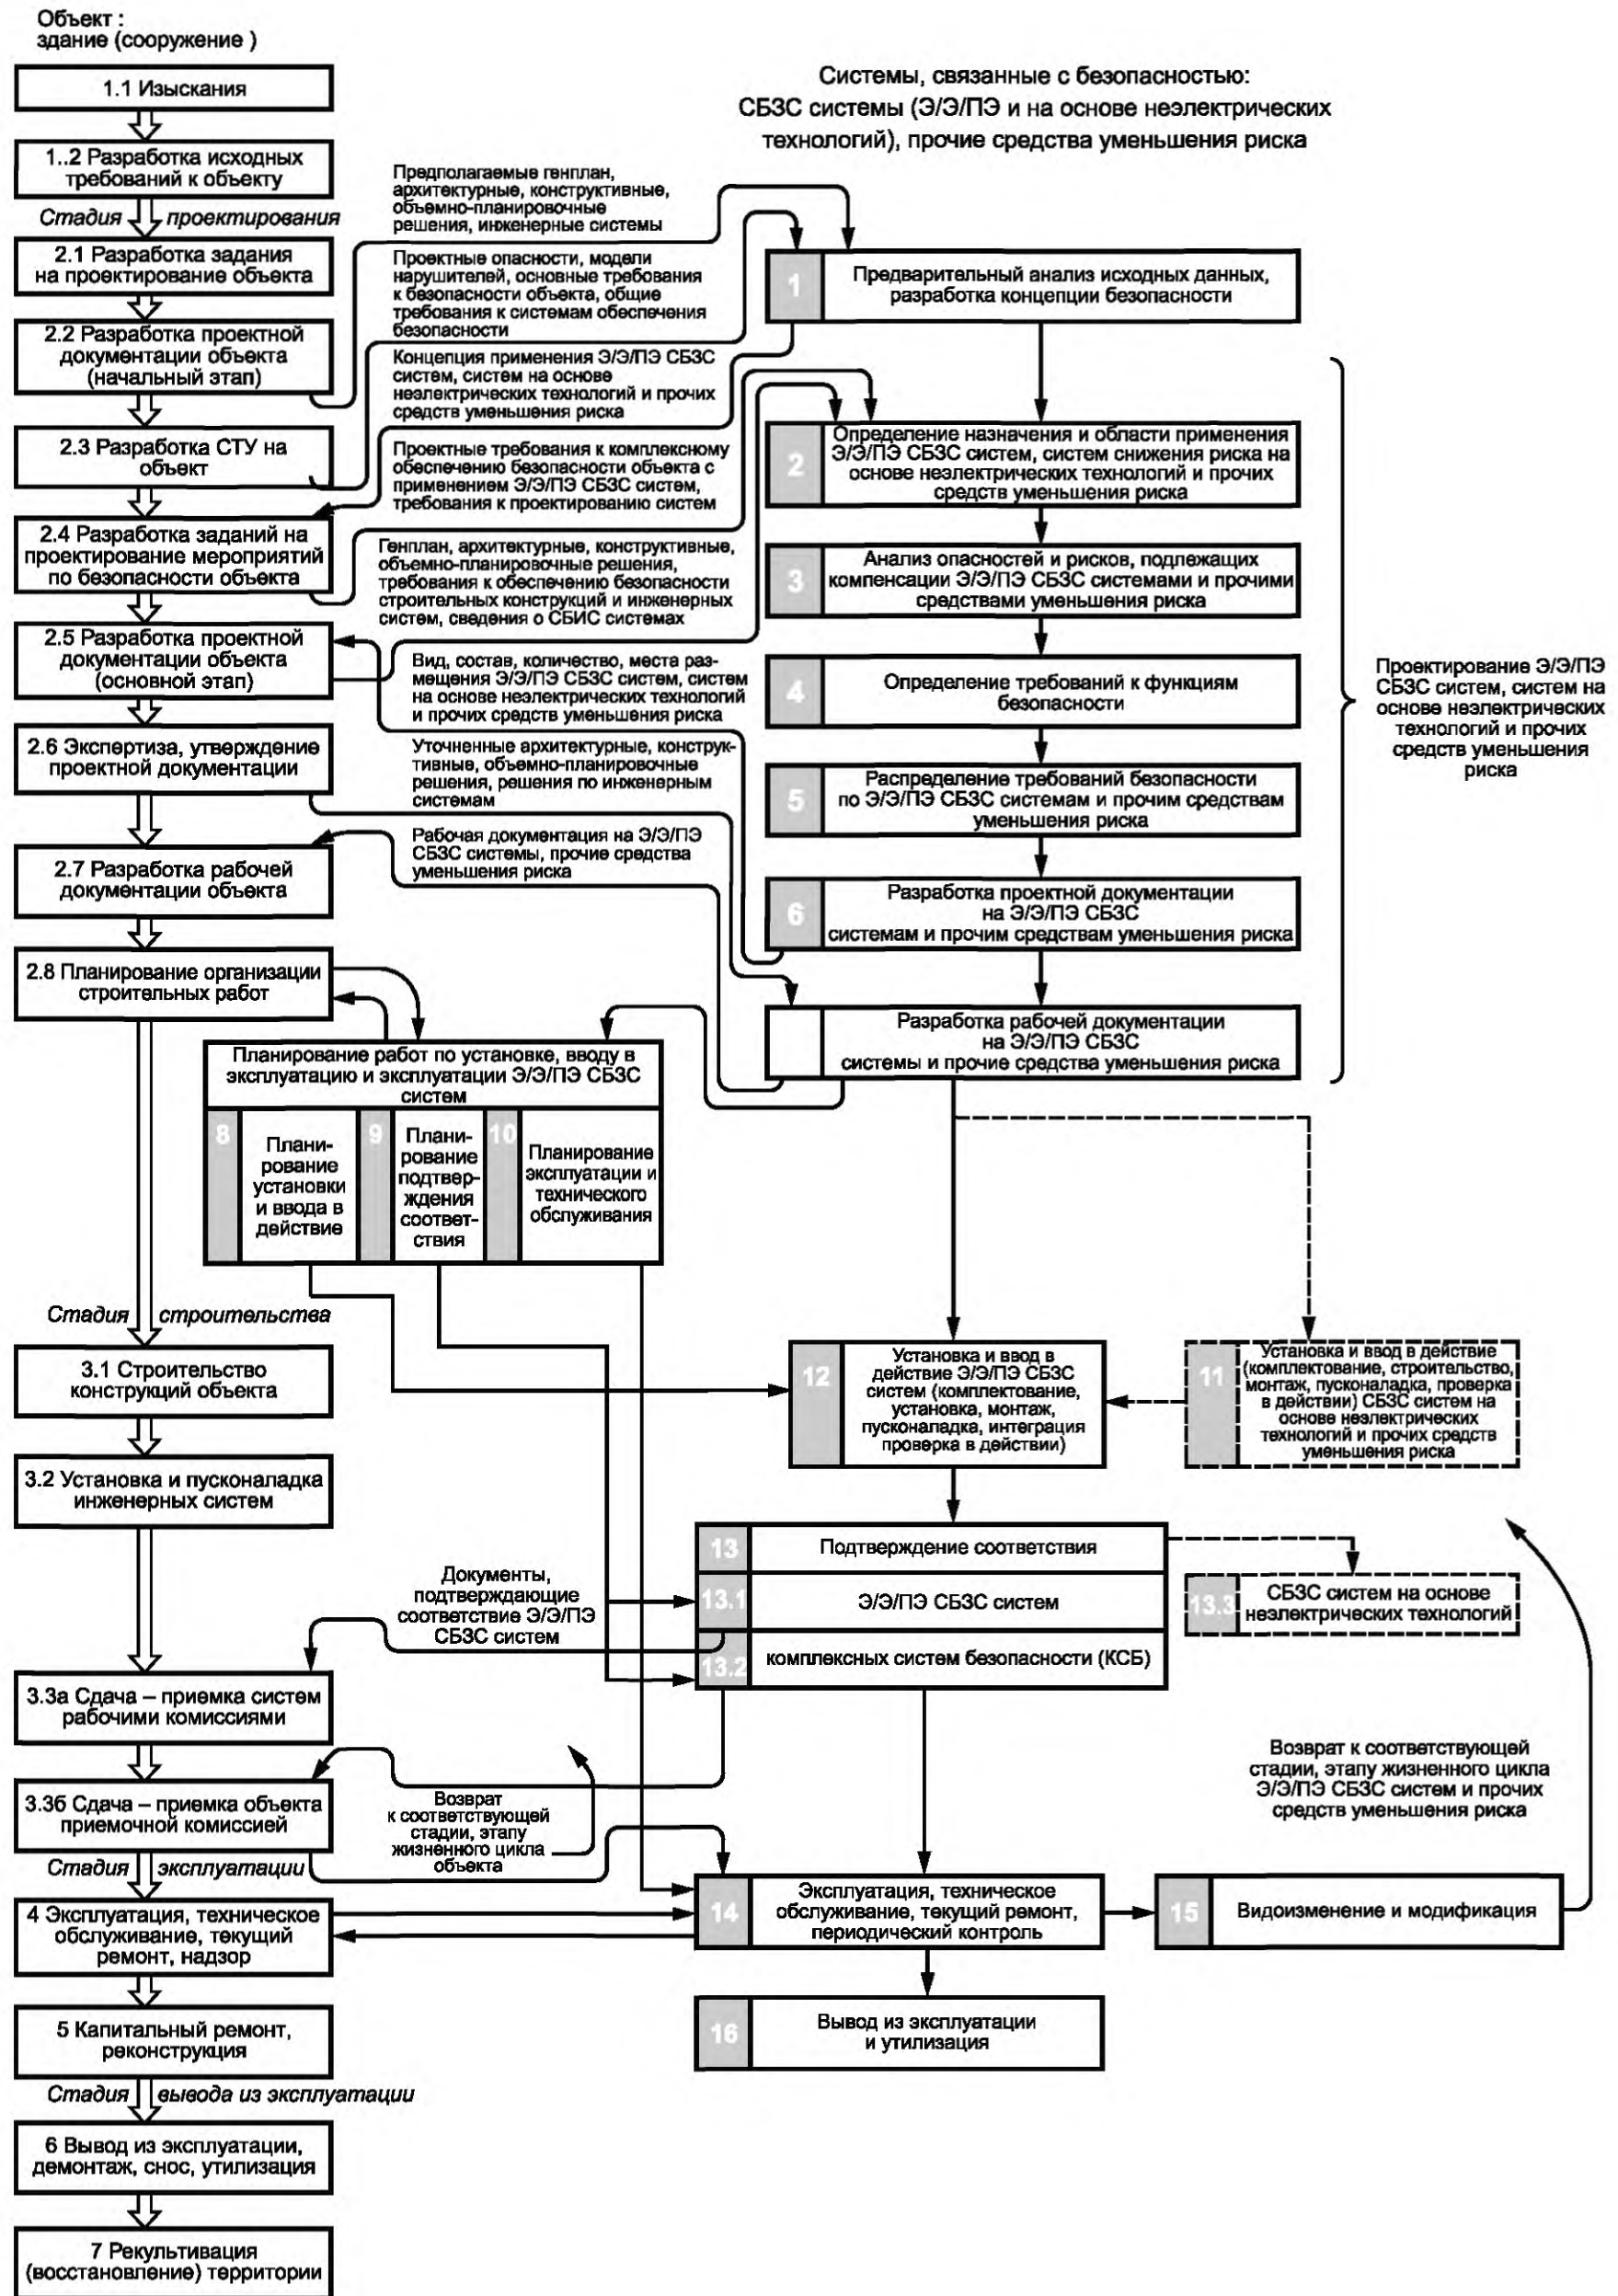 Объект :
здание (сооружение )
1.1 Изыскания
1..2 Разработка исходных
требований к объекту
Стадия проектирования
2.1 Разработка задания
на проектирование объекта
2.2 Разработка проектной
документации объекта
(начальный этап)
2.3 Разработка СТУ на
объект
2.4 Разработка заданий на
проектирование мероприятий
по безопасности объекта
2.5 Разработка проектной
документации объекта
(основной этап)
2.6 Экспертиза, утверждение
проектной документации
2.7 Разработка рабочей
документации объекта
2.8 Планирование организации
строительных работ
Стадия строительства
3.1 Строительство
конструкций объекта
3.2 Установка и пусконаладка
инженерных систем
3.3а Сдача – приемка систем
рабочими комиссиями
3.3б Сдача – приемка объекта
приемочной комиссией
Стадия эксплуатации
4 Эксплуатация, техническое
обслуживание, текущий
ремонт, надзор
5 Капитальный ремонт,
реконструкция
Стадия вывода из эксплуатации
6 Вывод из эксплуатации,
демонтаж, снос, утилизация
7 Рекультивация
(восстановление) территории
Предполагаемые генплан,
архитектурные, конструктивные,
объемно-планировочные
решения, инженерные системы
Проектные опасности, модели
нарушителей, основные требования
к безопасности объекта, общие
требования к системам обеспечения
безопасности
Концепция применения Э/Э/ПЭ СБЗС
систем, систем на основе
неэлектрических технологий и прочих
средств уменьшения риска
Проектные требования к комплексному
обеспечению безопасности объекта с
применением Э/Э/ПЭ СБЗС систем,
требования к проектированию систем
Генплан, архитектурные, конструктивные,
объемно-планировочные решения,
требования к обеспечению безопасности
строительных конструкций и инженерных
систем, сведения о СБИС системах
Вид, состав, количество, места раз-
мещения Э/Э/ПЭ СБЗС систем, систем
на основе неэлектрических технологий
и прочих средств уменьшения риска
Уточненные архитектурные, конструк-
тивные, объемно-планировочные
решения, решения по инженерным
системам
Рабочая документация на Э/Э/ПЭ
СБЗС системы, прочие средства
уменьшения риска
Планирование работ по установке, вводу в
эксплуатацию и эксплуатации Э/Э/ПЭ СБЗС
систем
8
Плани-
рование
установки
и ввода в
действие
9
Плани-
рование
подтвер-
ждения
соответ-
ствия
10
Планирование
эксплуатации и
технического
обслуживания
Документы,
подтверждающие
соответствие Э/Э/ПЭ
СБЗС систем
Возврат
к соответствующей
стадии, этапу
жизненного цикла
объекта
Системы, связанные с безопасностью:
СБЗС системы (Э/Э/ПЭ и на основе неэлектрических
технологий), прочие средства уменьшения риска
1
Предварительный анализ исходных данных,
разработка концепции безопасности
2
Определение назначения и области применения
Э/Э/ПЭ СБЗС систем, систем снижения риска на
основе неэлектрических технологий и прочих
средств уменьшения риска
3
Анализ опасностей и рисков, подлежащих
компенсации Э/Э/ПЭ СБЗС системами и прочими
средствами уменьшения риска
4
Определение требований к функциям
безопасности
5
Распределение требований безопасности
по Э/Э/ПЭ СБЗС системам и прочим средствам
уменьшения риска
6
Разработка проектной документации
на Э/Э/ПЭ СБЗС
системам и прочим средствам уменьшения риска
Разработка рабочей документации
на Э/Э/ПЭ СБЗС
системы и прочие средства уменьшения риска
Проектирование Э/Э/ПЭ
СБЗС систем, систем на
основе неэлектрических
технологий и прочих
средств уменьшения
риска
12
Установка и ввод в
действие Э/Э/ПЭ СБЗС
систем (комплектование,
установка, монтаж,
пусконаладка, интеграция
проверка в действии)
11
Установка и ввод в действие
(комплектование, строительство,
монтаж, пусконаладка, проверка
в действии) СБЗС систем на
основе неэлектрических
технологий и прочих средств
уменьшения риска
13
Подтверждение соответствия
13.1
Э/Э/ПЭ СБЗС систем
13.2
комплексных систем безопасности (КСБ)
13.3
СБЗС систем на основе
неэлектрических технологий
Возврат к соответствующей
стадии, этапу жизненного цикла
Э/Э/ПЭ СБЗС систем и прочих
средств уменьшения риска
14
Эксплуатация, техническое
обслуживание, текущий ремонт,
периодический контроль
15
Видоизменение и модификация
16
Вывод из эксплуатации
и утилизация